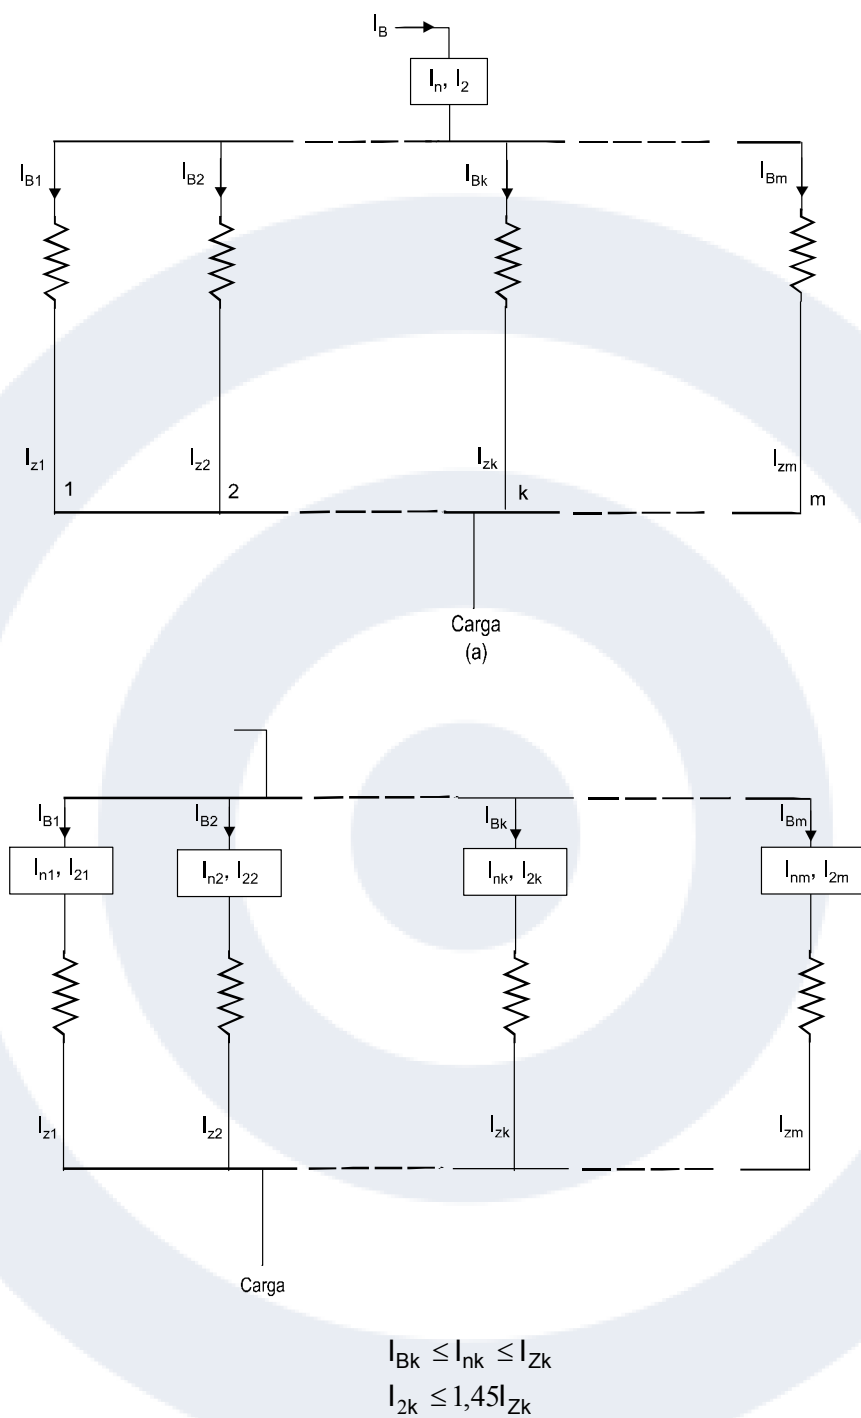 I_B
I_n, I_2
I_B1 I_B2 I_Bk I_Bm
I_z1 I_z2 I_zk I_zm
1 2 k m
Carga
(a)
I_B1 I_B2 I_Bk I_Bm
I_n1, I_21 I_n2, I_22 I_nk, I_2k I_nm, I_2m
I_z1 I_z2 I_zk I_zm
Carga
I_Bk ≤ I_nk ≤ I_Zk
I_2k ≤ 1,45I_Zk